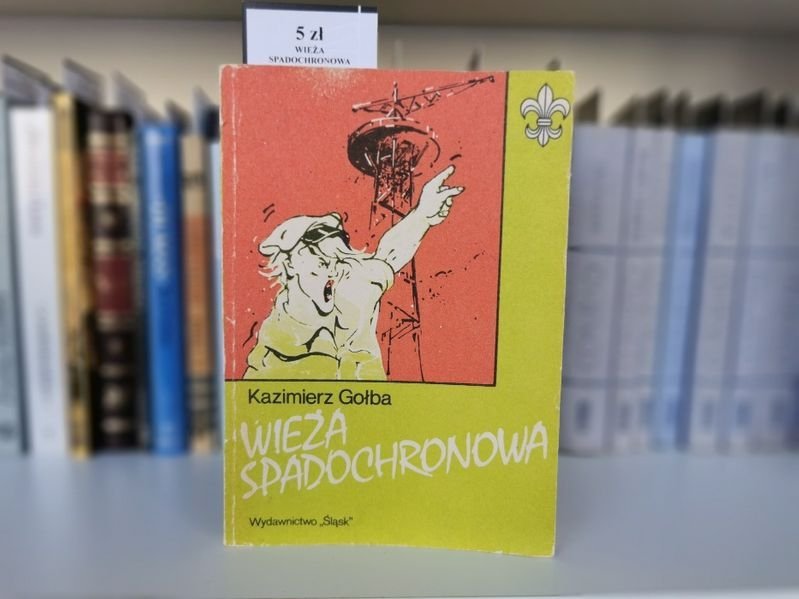 5 zł
WIEŻA
SPADOCHRONOWA
Kazimierz Gołba
WIEŻA
SPADOCHRONOWA
Wydawnictwo „Śląsk"